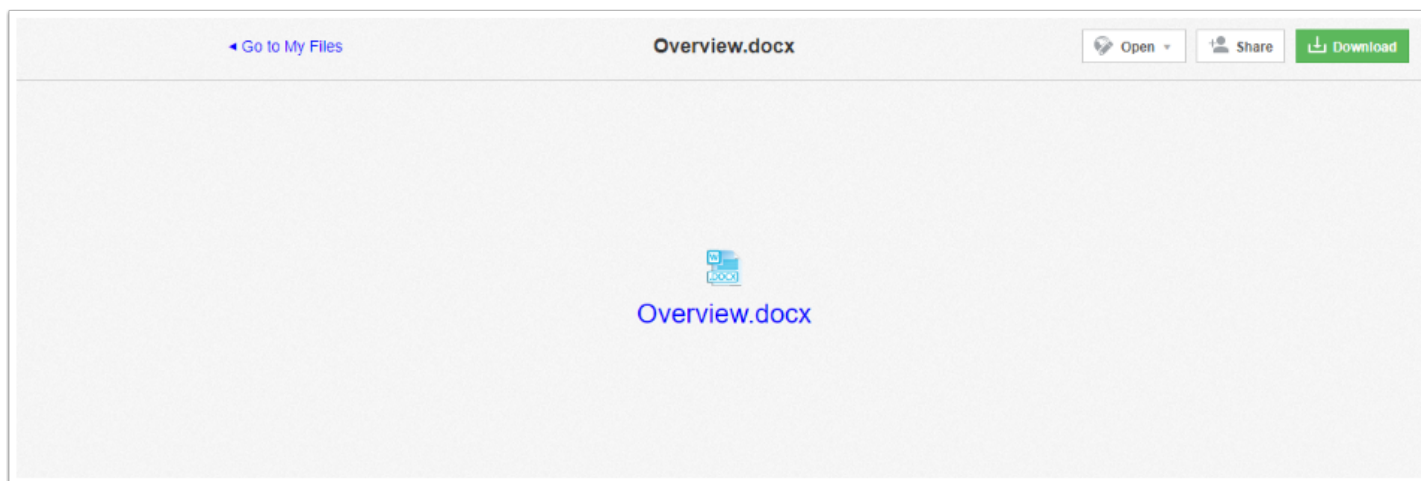 ◄ Go to My Files
Overview.docx
Open
Share
Download
W
.DOCX
Overview.docx